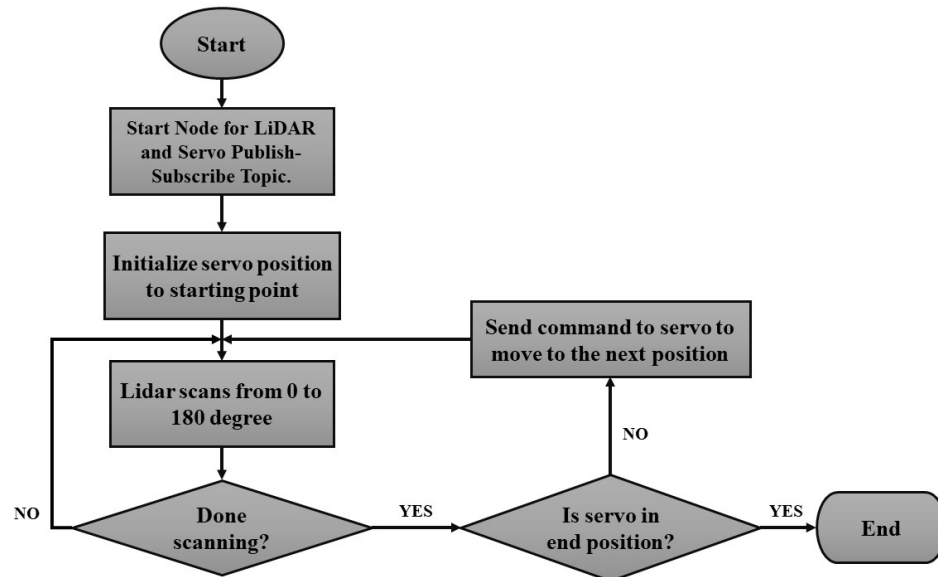 Start
Start Node for LiDAR
and Servo Publish-
Subscribe Topic.
Initialize servo position
to starting point
Send command to servo to
move to the next position
Lidar scans from 0 to
180 degree
NO
NO
Done
scanning?
YES
Is servo in
end position?
YES
End